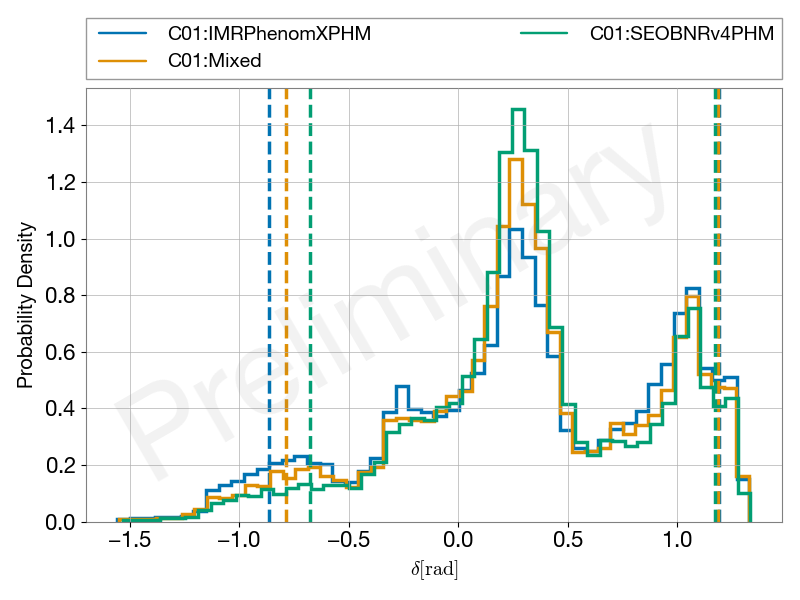 C01:IMRPhenomXPHM C01:SEOBNRv4PHM
C01:Mixed
Preliminary
Probability Density
1.4
1.2
1.0
0.8
0.6
0.4
0.2
0.0
−1.5 −1.0 −0.5 0.0 0.5 1.0
δ[rad]